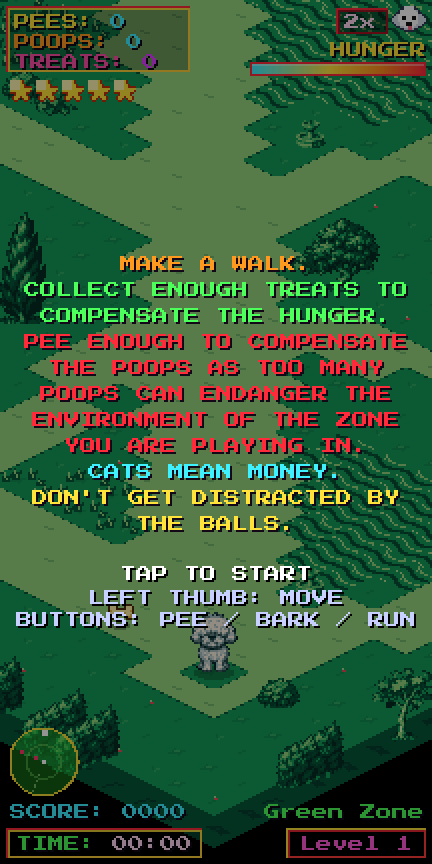 PEES: 0
POOPS: 0
TREATS: 0
2x
HUNGER
MAKE A WALK.
COLLECT ENOUGH TREATS TO
COMPENSATE THE HUNGER.
PEE ENOUGH TO COMPENSATE
THE POOPS AS TOO MANY
POOPS CAN ENDANGER THE
ENVIRONMENT OF THE ZONE
YOU ARE PLAYING IN.
CATS MEAN MONEY.
DON'T GET DISTRACTED BY
THE BALLS.
TAP TO START
LEFT THUMB: MOVE
BUTTONS: PEE / BARK / RUN
SCORE: 0000
Green Zone
TIME: 00:00
Level 1